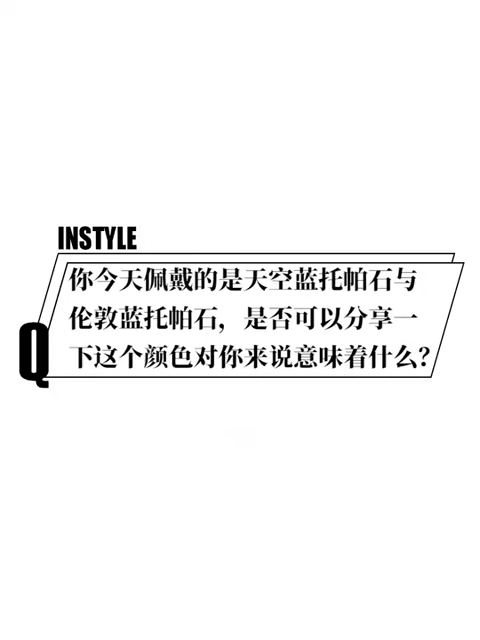 INSTYLE
你今天佩戴的是天空蓝托帕石与
伦敦蓝托帕石，是否可以分享一
Q
下这个颜色对你来说意味着什么？